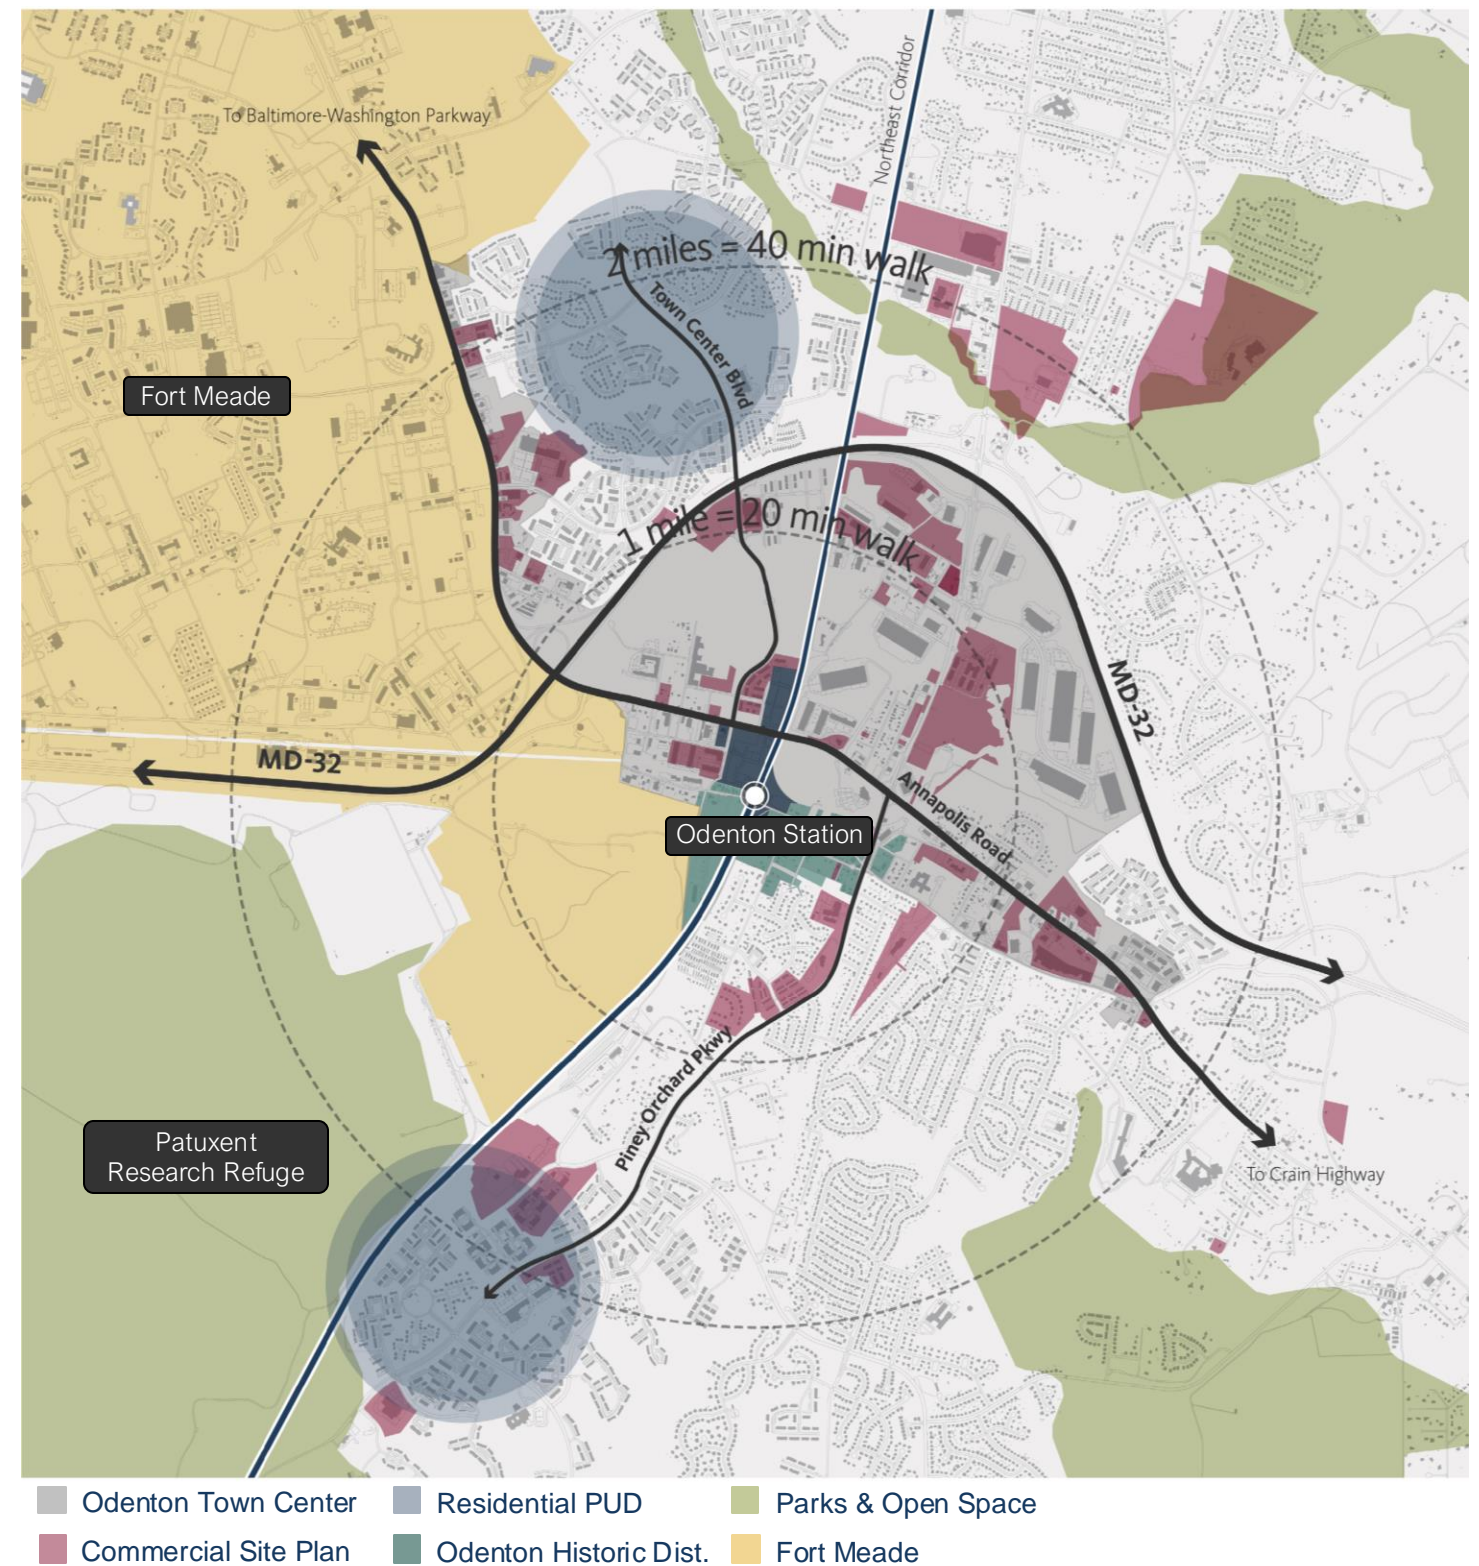 Northeast Corridor
To Baltimore-Washington Parkway
2 miles = 40 min walk
Town Center Blvd
Fort Meade
1 mile = 20 min walk
MD-32
MD-32
Annapolis Road
Odenton Station
Piney Orchard Pkwy
Patuxent
Research Refuge
To Crain Highway
Odenton Town Center
Residential PUD
Parks & Open Space
Commercial Site Plan
Odenton Historic Dist.
Fort Meade